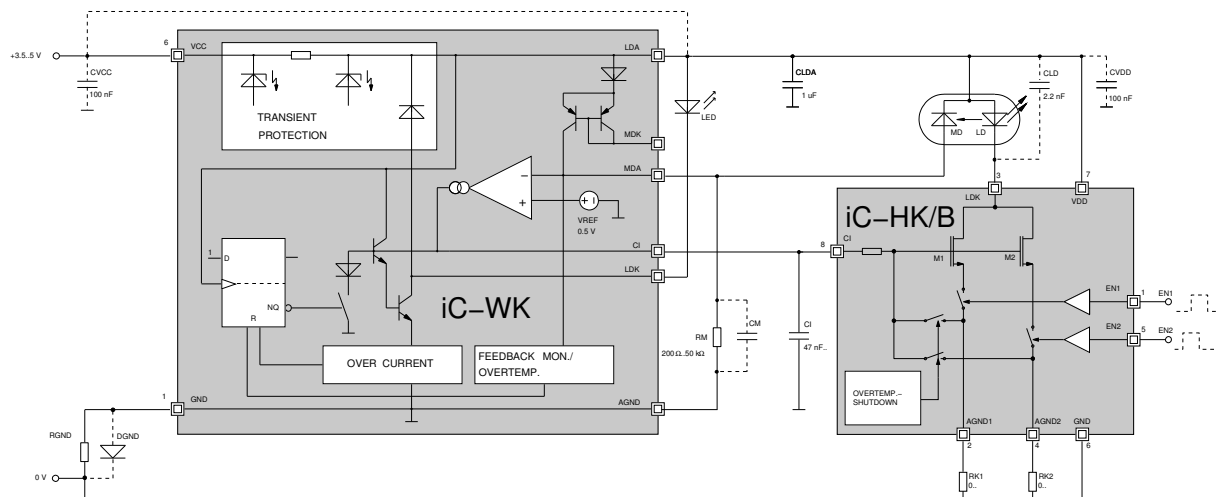 +3.5..5 V
CVCC
100 nF
6
VCC
TRANSIENT
PROTECTION
LDA
MDK
MDA
−
+
VREF
0.5 V
CI
LDK
1
D
NQ
R
iC−WK
OVER CURRENT
FEEDBACK MON./
OVERTEMP.
1
GND
AGND
RGND
DGND
0 V
LED
CLDA
1 uF
CLD
2.2 nF
CVDD
100 nF
MD
LD
RM
200 Ω..50 kΩ
CM
CI
47 nF..
3
LDK
7
VDD
iC−HK/B
8
CI
M1
M2
EN1
1
EN1
EN2
5
EN2
OVERTEMP.−
SHUTDOWN
AGND1
2
AGND2
4
GND
6
RK1
0..
RK2
0..